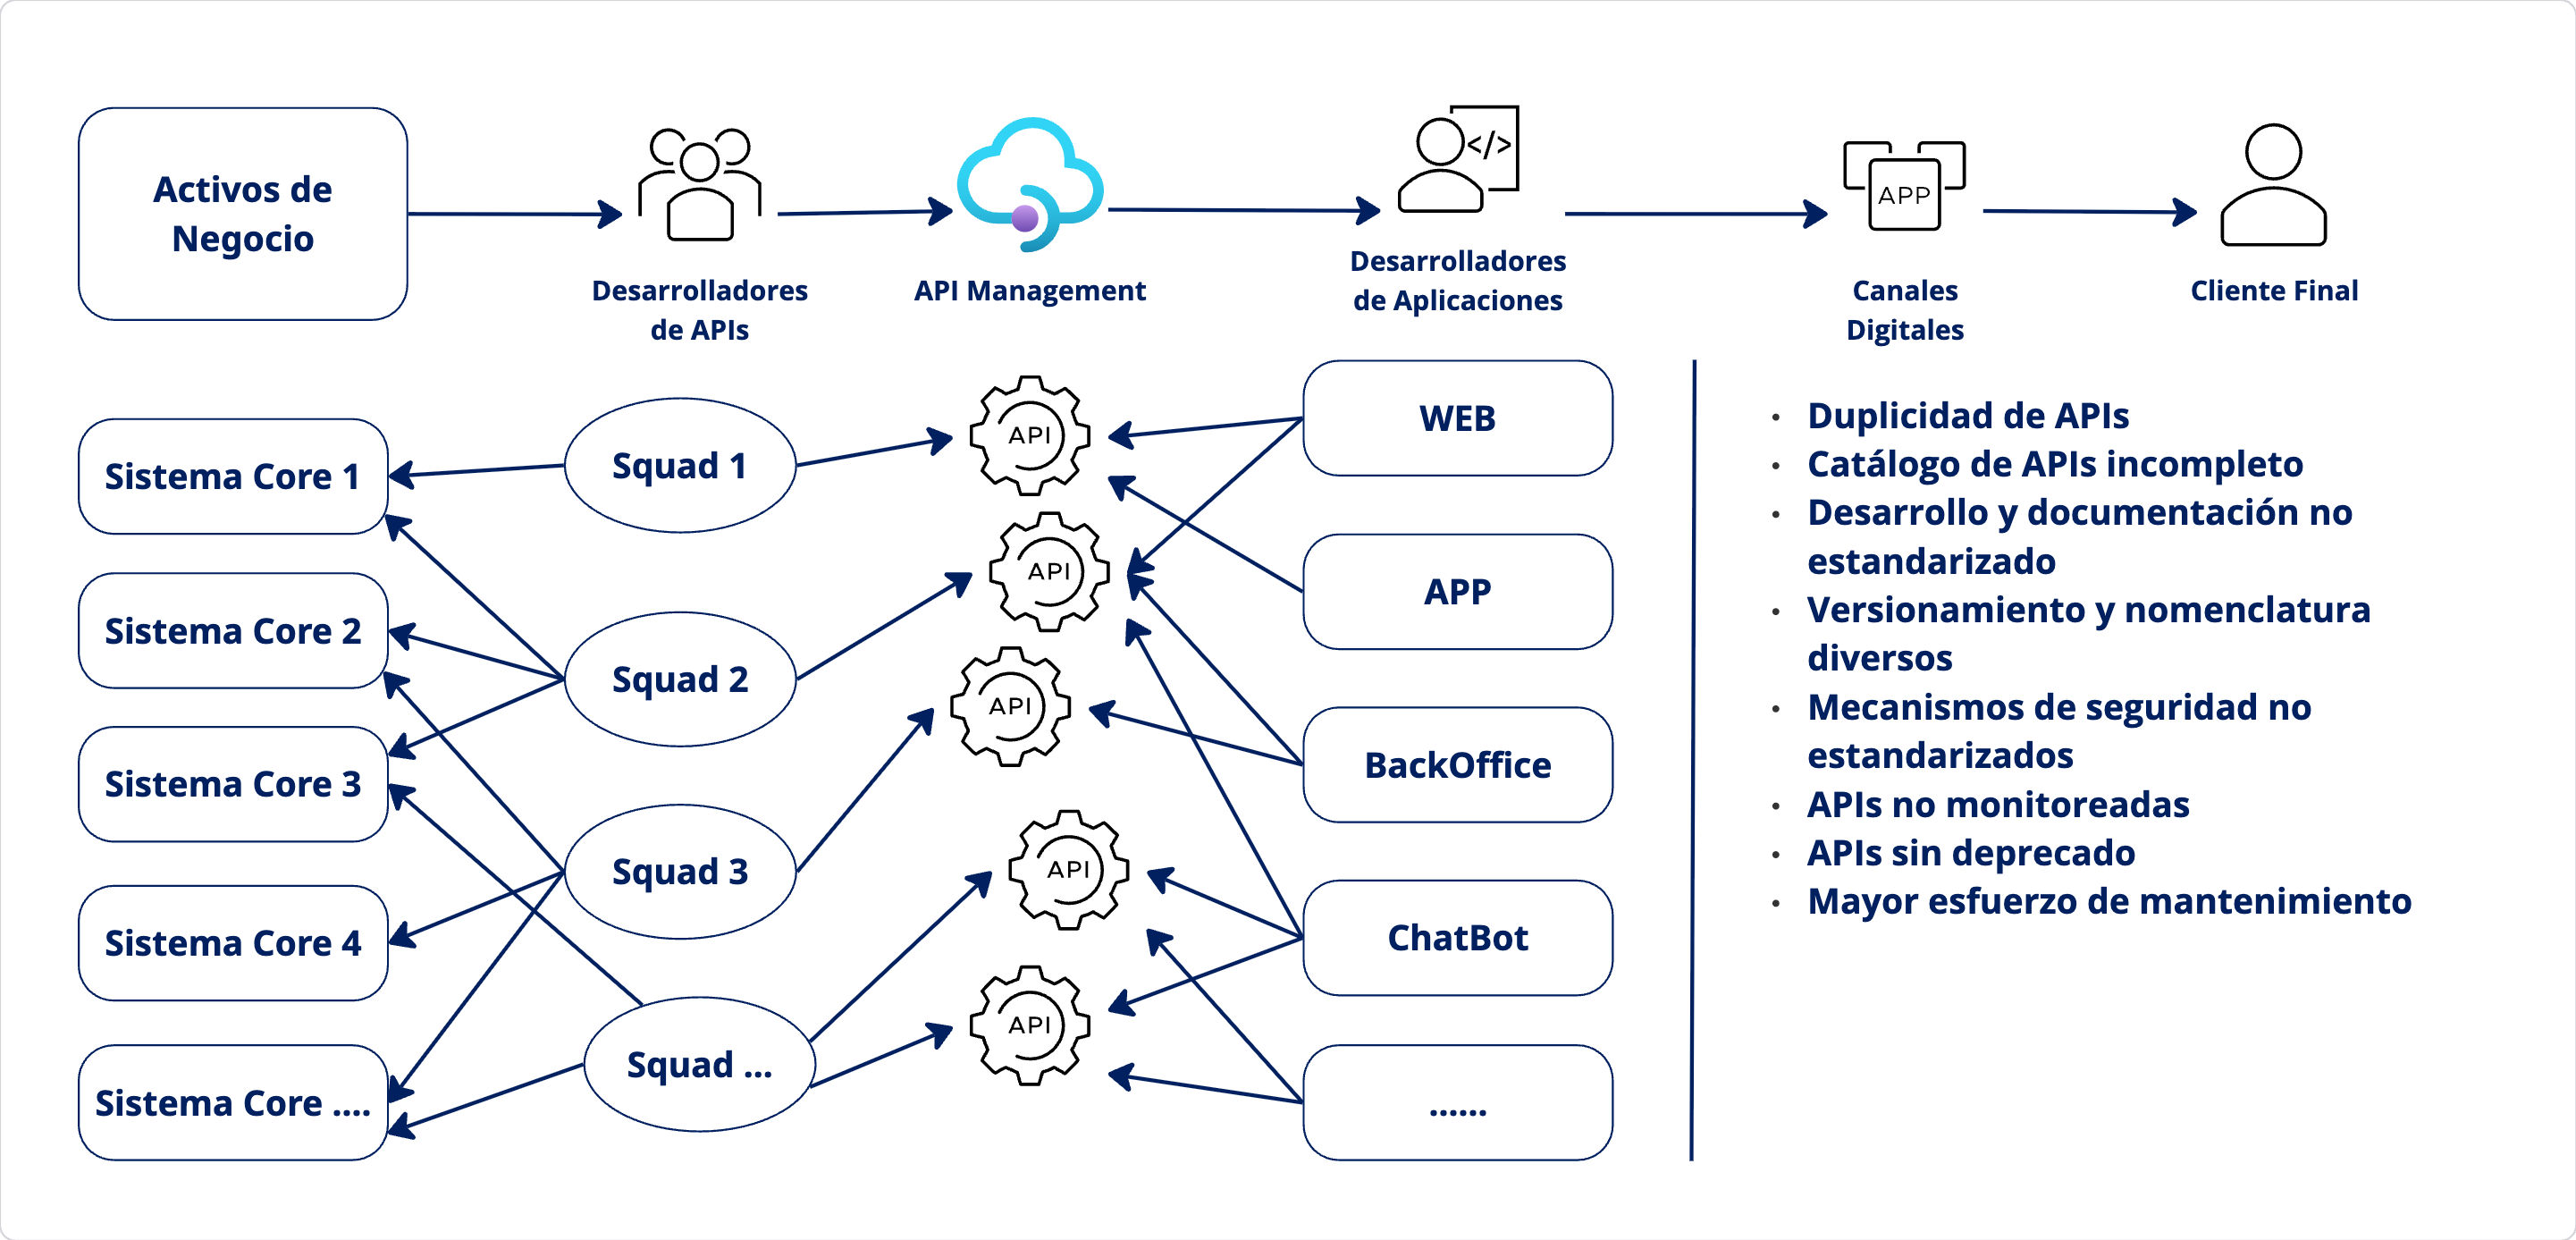 Activos de
Negocio
Desarrolladores
de APIs
API Management
</>
Desarrolladores
de Aplicaciones
APP
Canales
Digitales
Cliente Final
Sistema Core 1
Sistema Core 2
Sistema Core 3
Sistema Core 4
Sistema Core ....
Squad 1
Squad 2
Squad 3
Squad ...
API
API
API
API
API
WEB
APP
BackOffice
ChatBot
......
• Duplicidad de APIs
• Catálogo de APIs incompleto
• Desarrollo y documentación no
estandarizado
• Versionamiento y nomenclatura
diversos
• Mecanismos de seguridad no
estandarizados
• APIs no monitoreadas
• APIs sin deprecado
• Mayor esfuerzo de mantenimiento